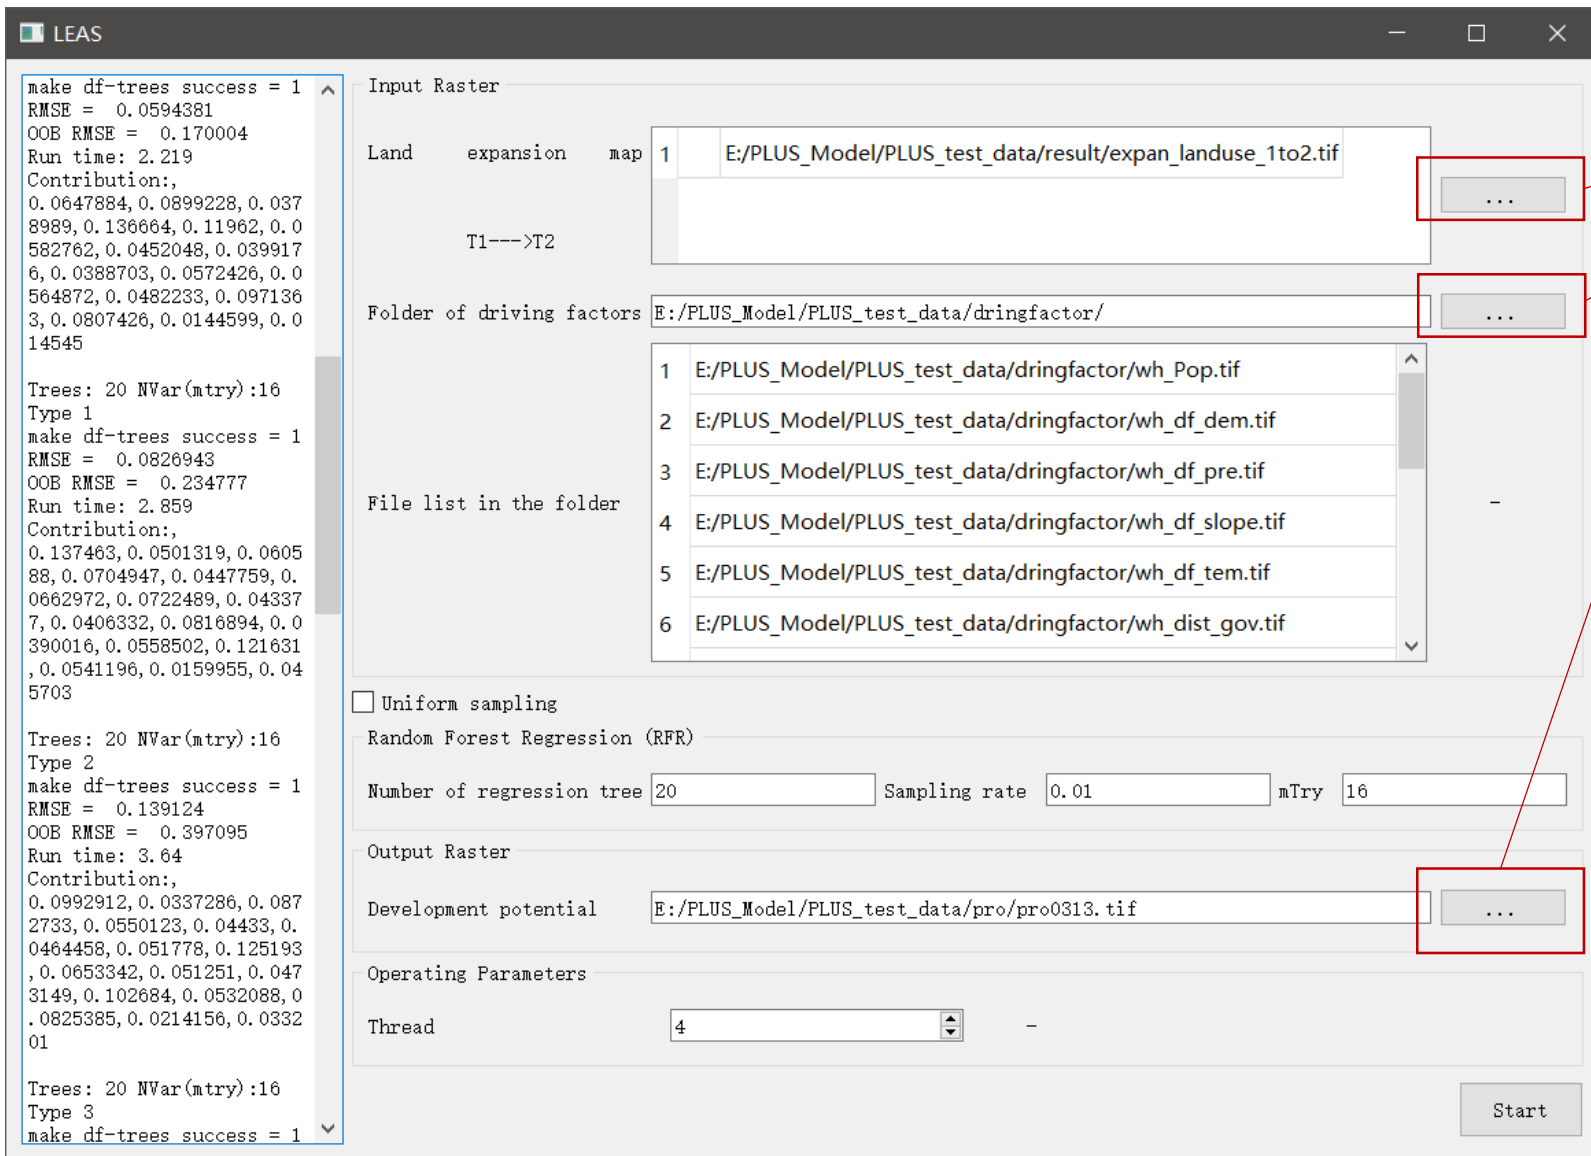 LEAS
make df-trees success = 1
RMSE =  0.0594381
OOB RMSE =  0.170004
Run time: 2.219
Contribution:,
0.0647884,0.0899228,0.037
8989,0.136664,0.11962,0.0
582762,0.0452048,0.039917
6,0.0388703,0.0572426,0.0
564872,0.0482233,0.097136
3,0.0807426,0.0144599,0.0
14545
Trees: 20 NVar(mtry):16
Type 1
make df-trees success = 1
RMSE =  0.0826943
OOB RMSE =  0.234777
Run time: 2.859
Contribution:,
0.137463,0.0501319,0.0605
88,0.0704947,0.0447759,0.
0662972,0.0722489,0.04337
7,0.0406332,0.0816894,0.0
390016,0.0558502,0.121631
,0.0541196,0.0159955,0.04
5703
Trees: 20 NVar(mtry):16
Type 2
make df-trees success = 1
RMSE =  0.139124
OOB RMSE =  0.397095
Run time: 3.64
Contribution:,
0.0992912,0.0337286,0.087
2733,0.0550123,0.04433,0.
0464458,0.051778,0.125193
,0.0653342,0.051251,0.047
3149,0.102684,0.0532088,0
.0825385,0.0214156,0.0332
01
Trees: 20 NVar(mtry):16
Type 3
make df-trees success = 1
Input Raster
Land expansion map 1 E:/PLUS_Model/PLUS_test_data/result/expan_landuse_1to2.tif
...
T1--->T2
Folder of driving factors E:/PLUS_Model/PLUS_test_data/dringfactor/ ...
1 E:/PLUS_Model/PLUS_test_data/dringfactor/wh_Pop.tif
2 E:/PLUS_Model/PLUS_test_data/dringfactor/wh_df_dem.tif
3 E:/PLUS_Model/PLUS_test_data/dringfactor/wh_df_pre.tif
File list in the folder -
4 E:/PLUS_Model/PLUS_test_data/dringfactor/wh_df_slope.tif
5 E:/PLUS_Model/PLUS_test_data/dringfactor/wh_df_tem.tif
6 E:/PLUS_Model/PLUS_test_data/dringfactor/wh_dist_gov.tif
Uniform sampling
Random Forest Regression (RFR)
Number of regression tree 20 Sampling rate 0.01 mTry 16
Output Raster
Development potential E:/PLUS_Model/PLUS_test_data/pro/pro0313.tif ...
Operating Parameters
Thread 4 -
Start